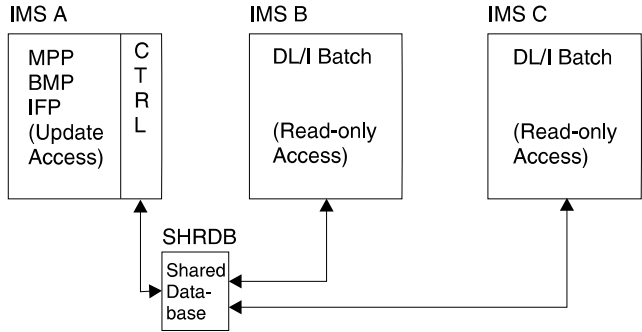 IMS A
MPP
BMP
IFP
(Update
Access)
C
T
R
L
IMS B
DL/I Batch
(Read-only
Access)
IMS C
DL/I Batch
(Read-only
Access)
SHRDB
Shared
Data-
base